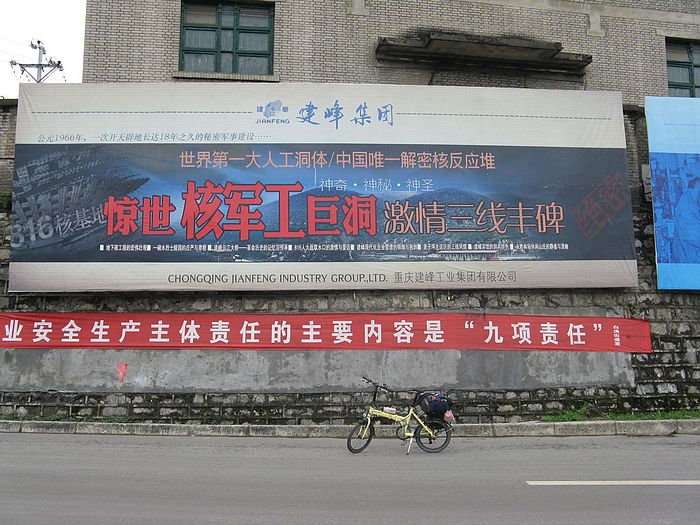 建峰
JIANFENG
建峰集团
公元1966年，一次开天辟地长达18年之久的秘密军事建设……
世界第一大人工洞体/中国唯一解密核反应堆
神奇·神秘·神圣
816核基地
惊世核军工巨洞 激情三线丰碑
绝密
CHONGQING JIANFENG INDUSTRY GROUP.,LTD. 重庆建峰工业集团有限公司
业安全生产主体责任的主要内容是“九项责任”